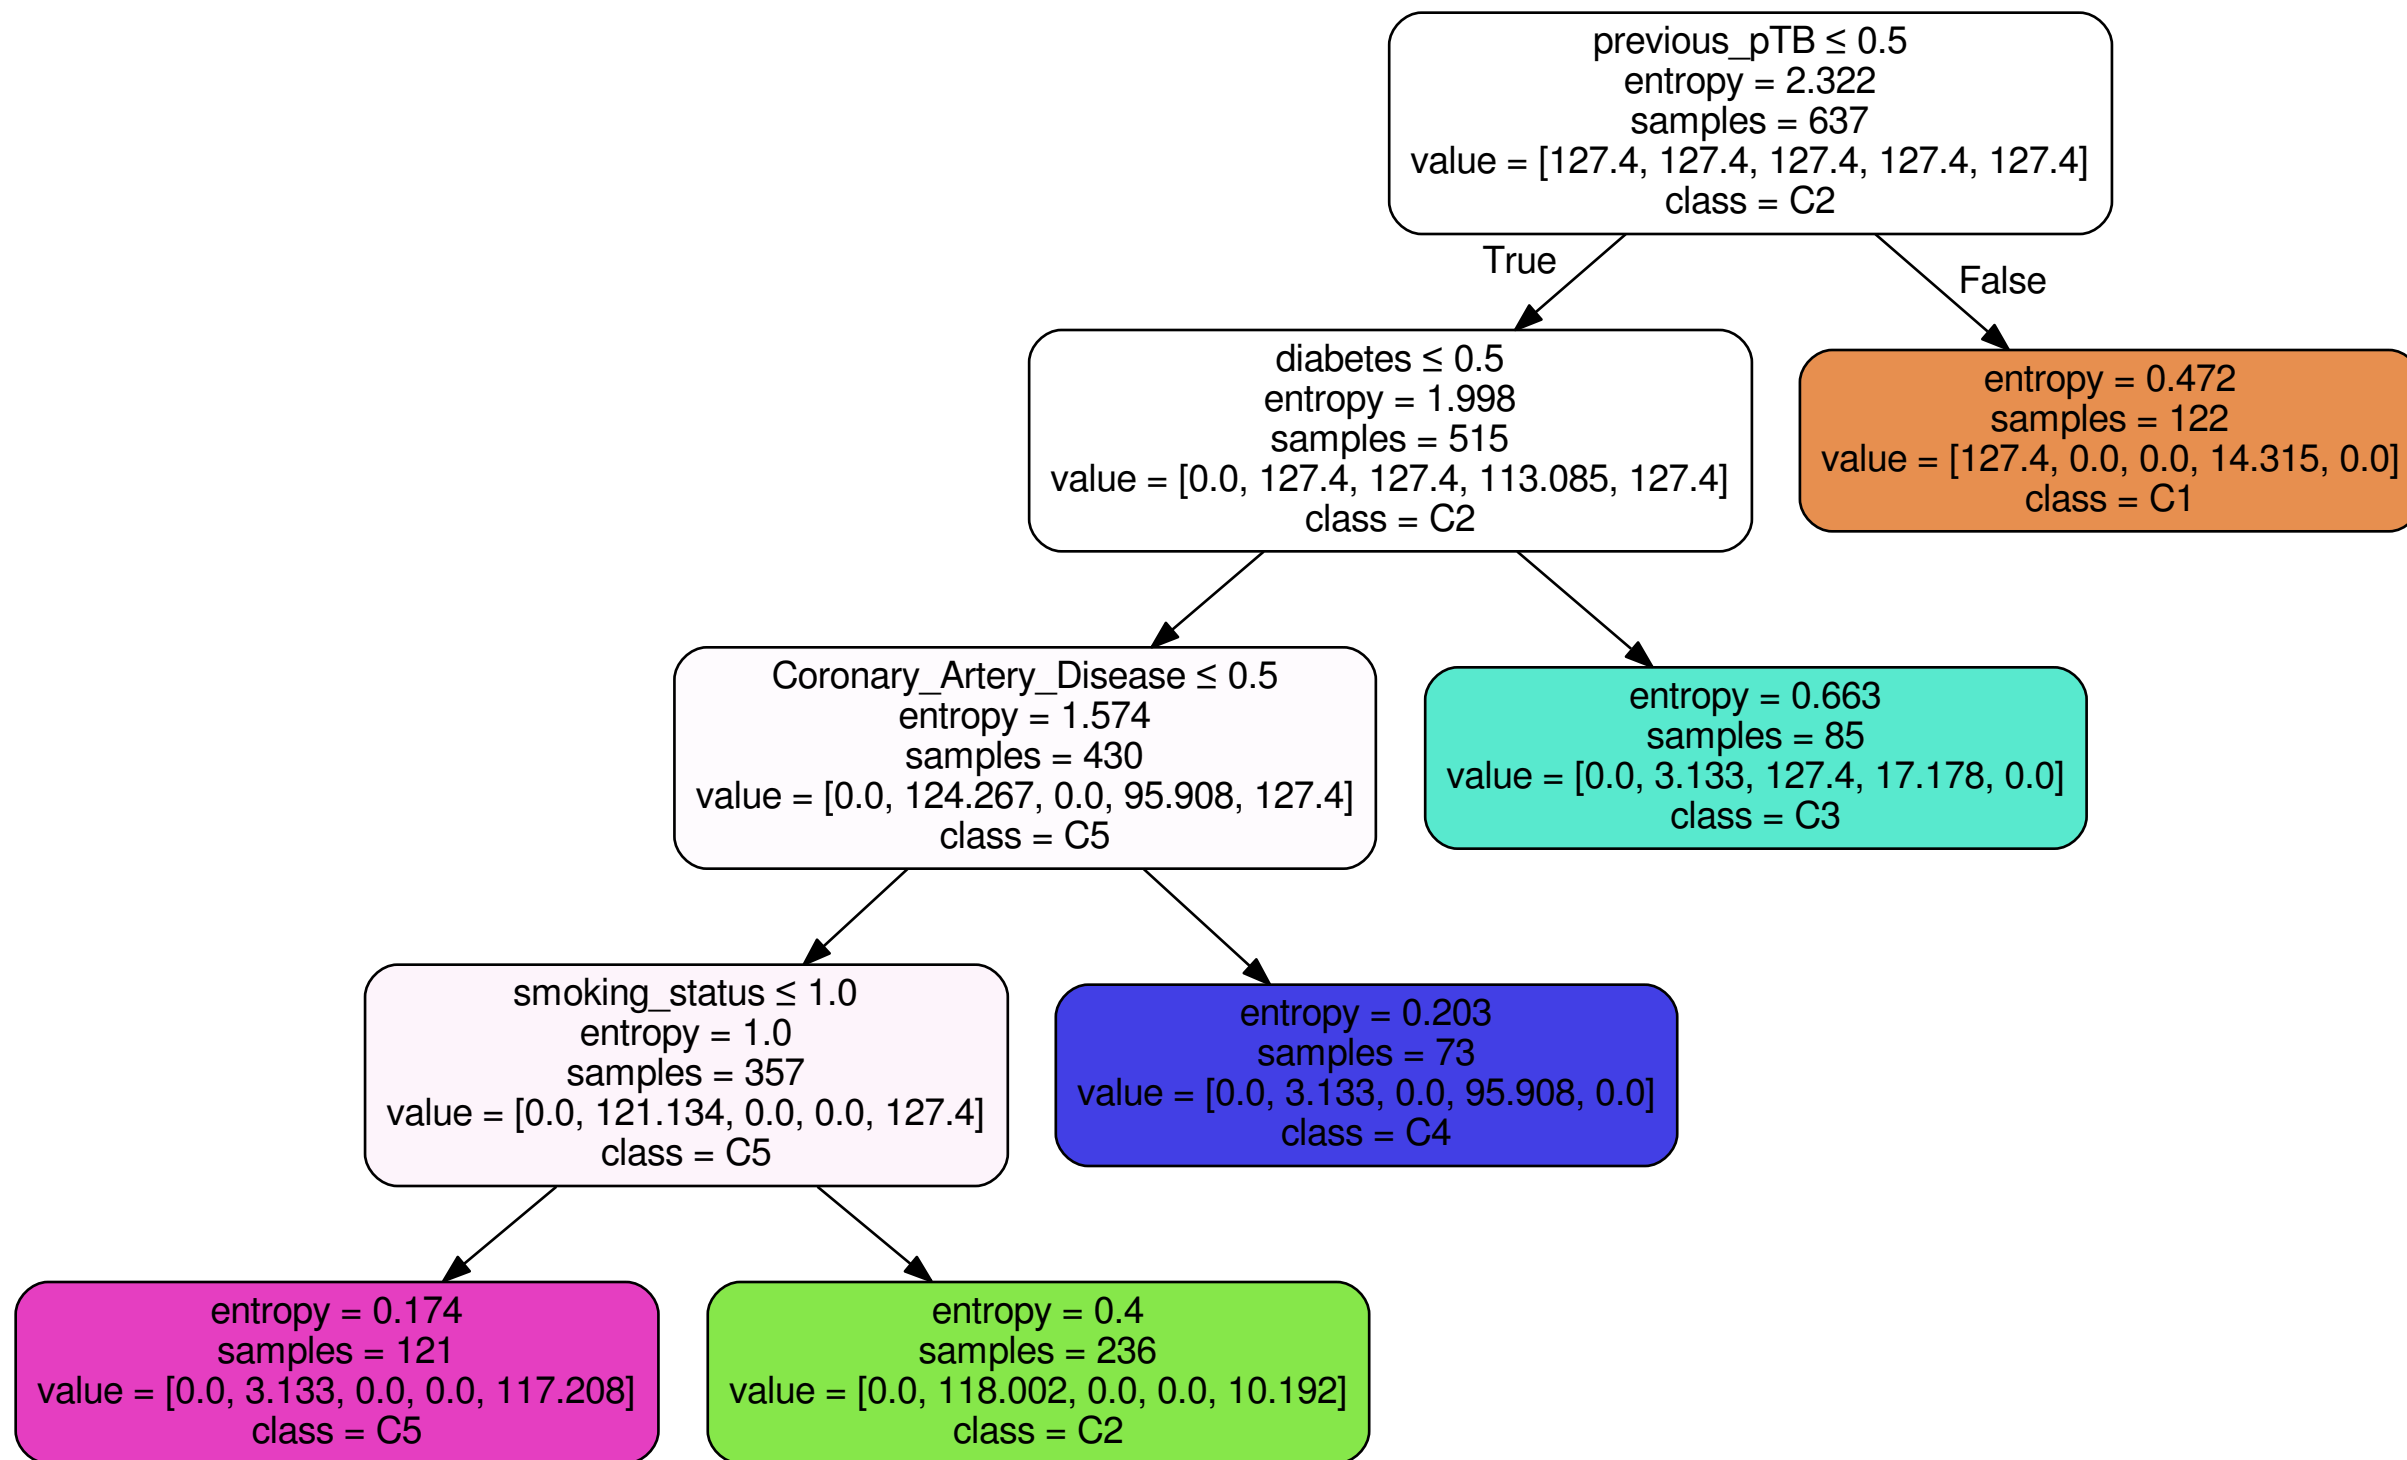 previous_pTB ≤ 0.5
entropy = 2.322
samples = 637
value = [127.4, 127.4, 127.4, 127.4, 127.4]
class = C2
True
False
diabetes ≤ 0.5
entropy = 1.998
samples = 515
value = [0.0, 127.4, 127.4, 113.085, 127.4]
class = C2
entropy = 0.472
samples = 122
value = [127.4, 0.0, 0.0, 14.315, 0.0]
class = C1
Coronary_Artery_Disease ≤ 0.5
entropy = 1.574
samples = 430
value = [0.0, 124.267, 0.0, 95.908, 127.4]
class = C5
entropy = 0.663
samples = 85
value = [0.0, 3.133, 127.4, 17.178, 0.0]
class = C3
smoking_status ≤ 1.0
entropy = 1.0
samples = 357
value = [0.0, 121.134, 0.0, 0.0, 127.4]
class = C5
entropy = 0.203
samples = 73
value = [0.0, 3.133, 0.0, 95.908, 0.0]
class = C4
entropy = 0.174
samples = 121
value = [0.0, 3.133, 0.0, 0.0, 117.208]
class = C5
entropy = 0.4
samples = 236
value = [0.0, 118.002, 0.0, 0.0, 10.192]
class = C2